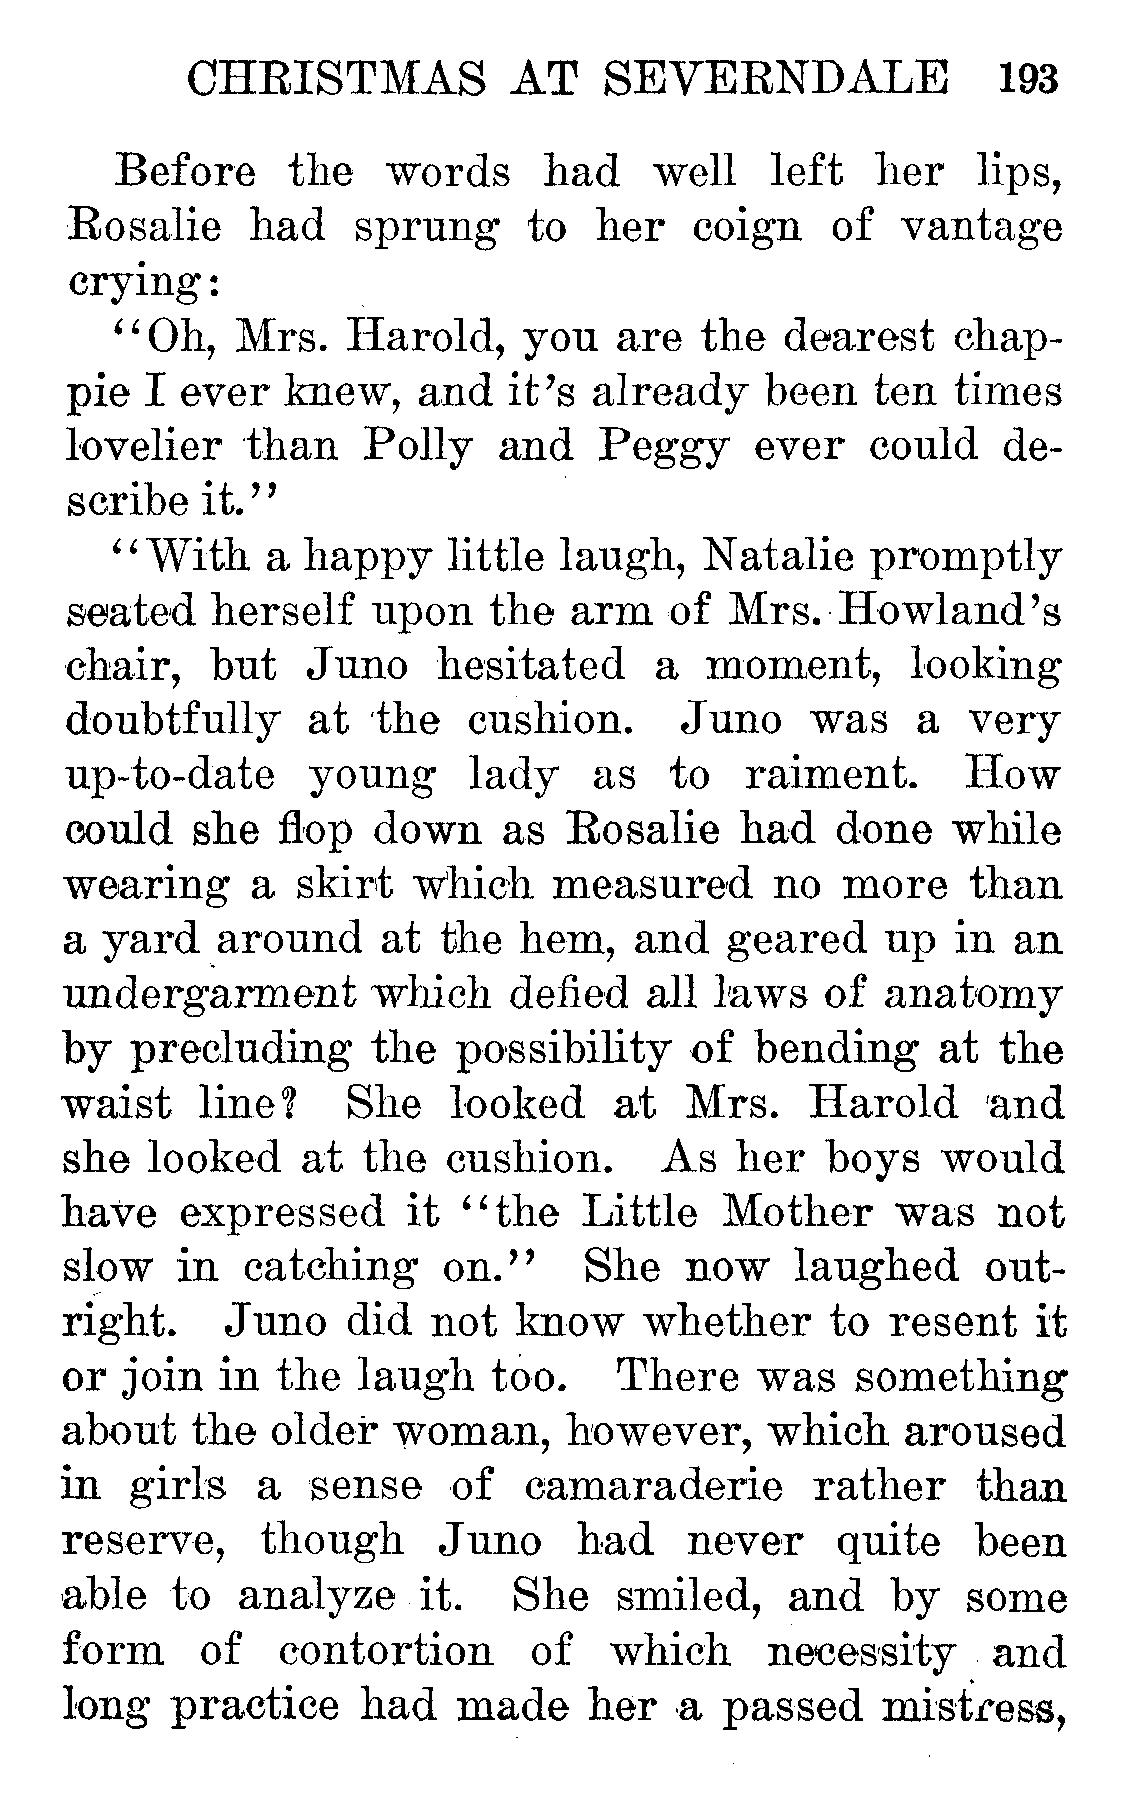 CHRISTMAS AT SEVERNDALE 193
Before the words had well left her lips,
Rosalie had sprung to her coign of vantage
crying:
"Oh, Mrs. Harold, you are the dearest chap-
pie I ever knew, and it's already been ten times
lovelier than Polly and Peggy ever could de-
scribe it."
"With a happy little laugh, Natalie promptly
seated herself upon the arm of Mrs. Howland's
chair, but Juno hesitated a moment, looking
doubtfully at the cushion. Juno was a very
up-to-date young lady as to raiment. How
could she flop down as Rosalie had done while
wearing a skirt which measured no more than
a yard around at the hem, and geared up in an
undergarment which defied all laws of anatomy
by precluding the possibility of bending at the
waist line? She looked at Mrs. Harold and
she looked at the cushion. As her boys would
have expressed it "the Little Mother was not
slow in catching on." She now laughed out-
right. Juno did not know whether to resent it
or join in the laugh too. There was something
about the older woman, however, which aroused
in girls a sense of camaraderie rather than
reserve, though Juno had never quite been
able to analyze it. She smiled, and by some
form of contortion of which necessity and
long practice had made her a passed mistress,